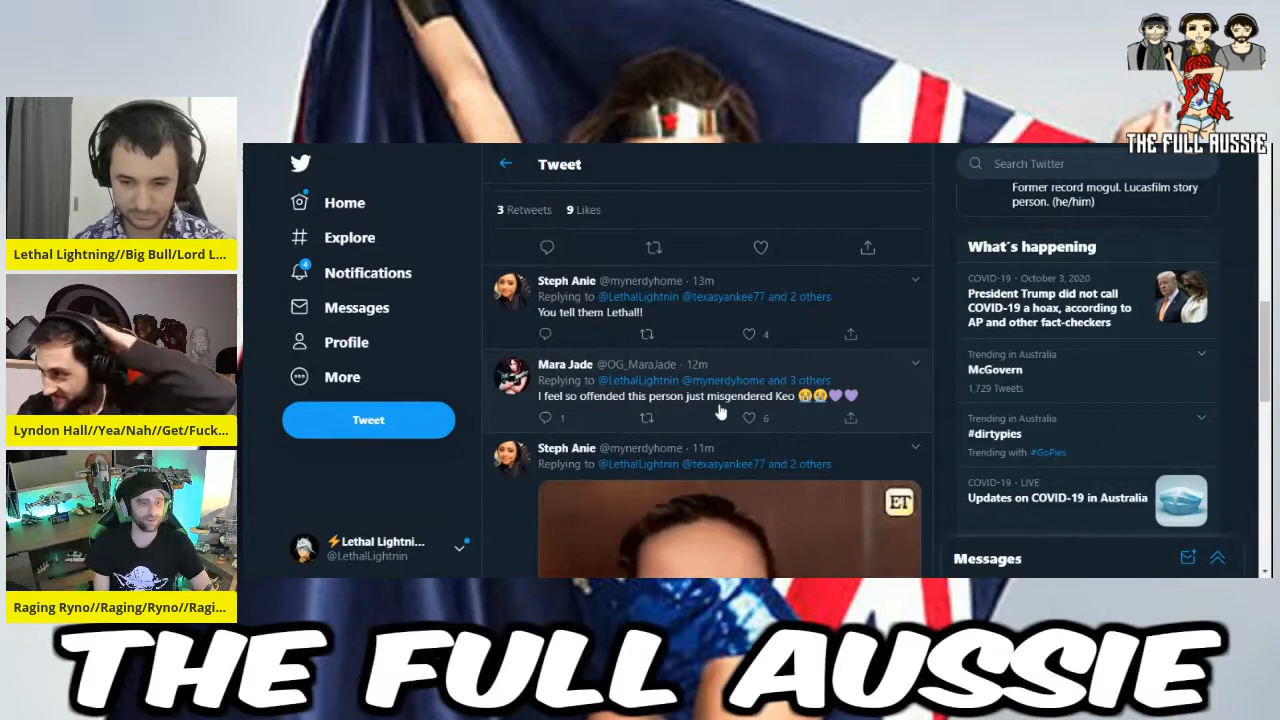 THE FULL AUSSIE
Lethal Lightning//Big Bull/Lord L...
Lyndon Hall//Yea/Nah//Get/Fuck...
Raging Ryno//Raging/Ryno//Ragi...
Home
Explore
4
Notifications
Messages
Profile
More
Tweet
⚡Lethal Lightni...
@LethalLightnin
Tweet
3 Retweets 9 Likes
Steph Anie @mynerdyhome · 13m
Replying to @LethalLightnin @texasyankee77 and 2 others
You tell them Lethal!!
4
Mara Jade @OG_MaraJade · 12m
Replying to @LethalLightnin @mynerdyhome and 3 others
I feel so offended this person just misgendered Keo 😭😭💜💜
1 6
Steph Anie @mynerdyhome · 11m
Replying to @LethalLightnin @texasyankee77 and 2 others
ET
Search Twitter
Former record mogul. Lucasfilm story
person. (he/him)
What's happening
COVID-19 · October 3, 2020
President Trump did not call
COVID-19 a hoax, according to
AP and other fact-checkers
Trending in Australia
McGovern
1,729 Tweets
Trending in Australia
#dirtypies
Trending with #GoPies
COVID-19 · LIVE
Updates on COVID-19 in Australia
Messages
THE FULL AUSSIE